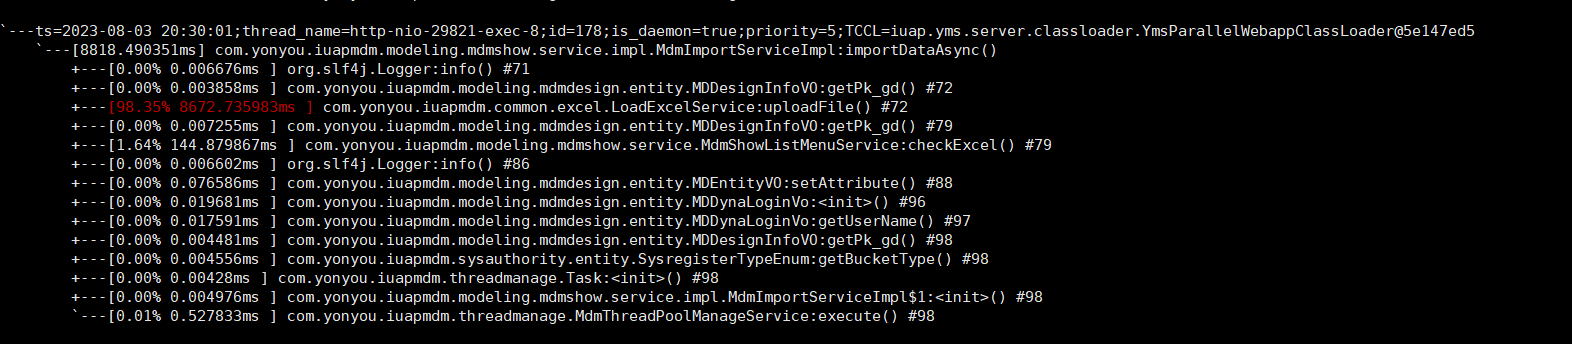 `---ts=2023-08-03 20:30:01;thread_name=http-nio-29821-exec-8;id=178;is_daemon=true;priority=5;TCCL=iuap.yms.server.classloader.YmsParallelWebappClassLoader@5e147ed5
    `---[8818.490351ms] com.yonyou.iuapmdm.modeling.mdmshow.service.impl.MdmImportServiceImpl:importDataAsync()
        +---[0.00% 0.006676ms ] org.slf4j.Logger:info() #71
        +---[0.00% 0.003858ms ] com.yonyou.iuapmdm.modeling.mdmdesign.entity.MDDesignInfoVO:getPk_gd() #72
        +---[98.35% 8672.735983ms ] com.yonyou.iuapmdm.common.excel.LoadExcelService:uploadFile() #72
        +---[0.00% 0.007255ms ] com.yonyou.iuapmdm.modeling.mdmdesign.entity.MDDesignInfoVO:getPk_gd() #79
        +---[1.64% 144.879867ms ] com.yonyou.iuapmdm.modeling.mdmshow.service.MdmShowListMenuService:checkExcel() #79
        +---[0.00% 0.006602ms ] org.slf4j.Logger:info() #86
        +---[0.00% 0.076586ms ] com.yonyou.iuapmdm.modeling.mdmdesign.entity.MDEntityVO:setAttribute() #88
        +---[0.00% 0.019681ms ] com.yonyou.iuapmdm.modeling.mdmdesign.entity.MDDynaLoginVo:<init>() #96
        +---[0.00% 0.017591ms ] com.yonyou.iuapmdm.modeling.mdmdesign.entity.MDDynaLoginVo:getUserName() #97
        +---[0.00% 0.004481ms ] com.yonyou.iuapmdm.modeling.mdmdesign.entity.MDDesignInfoVO:getPk_gd() #98
        +---[0.00% 0.004556ms ] com.yonyou.iuapmdm.sysauthority.entity.SysregisterTypeEnum:getBucketType() #98
        +---[0.00% 0.00428ms ] com.yonyou.iuapmdm.threadmanage.Task:<init>() #98
        +---[0.00% 0.004976ms ] com.yonyou.iuapmdm.modeling.mdmshow.service.impl.MdmImportServiceImpl$1:<init>() #98
        `---[0.01% 0.527833ms ] com.yonyou.iuapmdm.threadmanage.MdmThreadPoolManageService:execute() #98